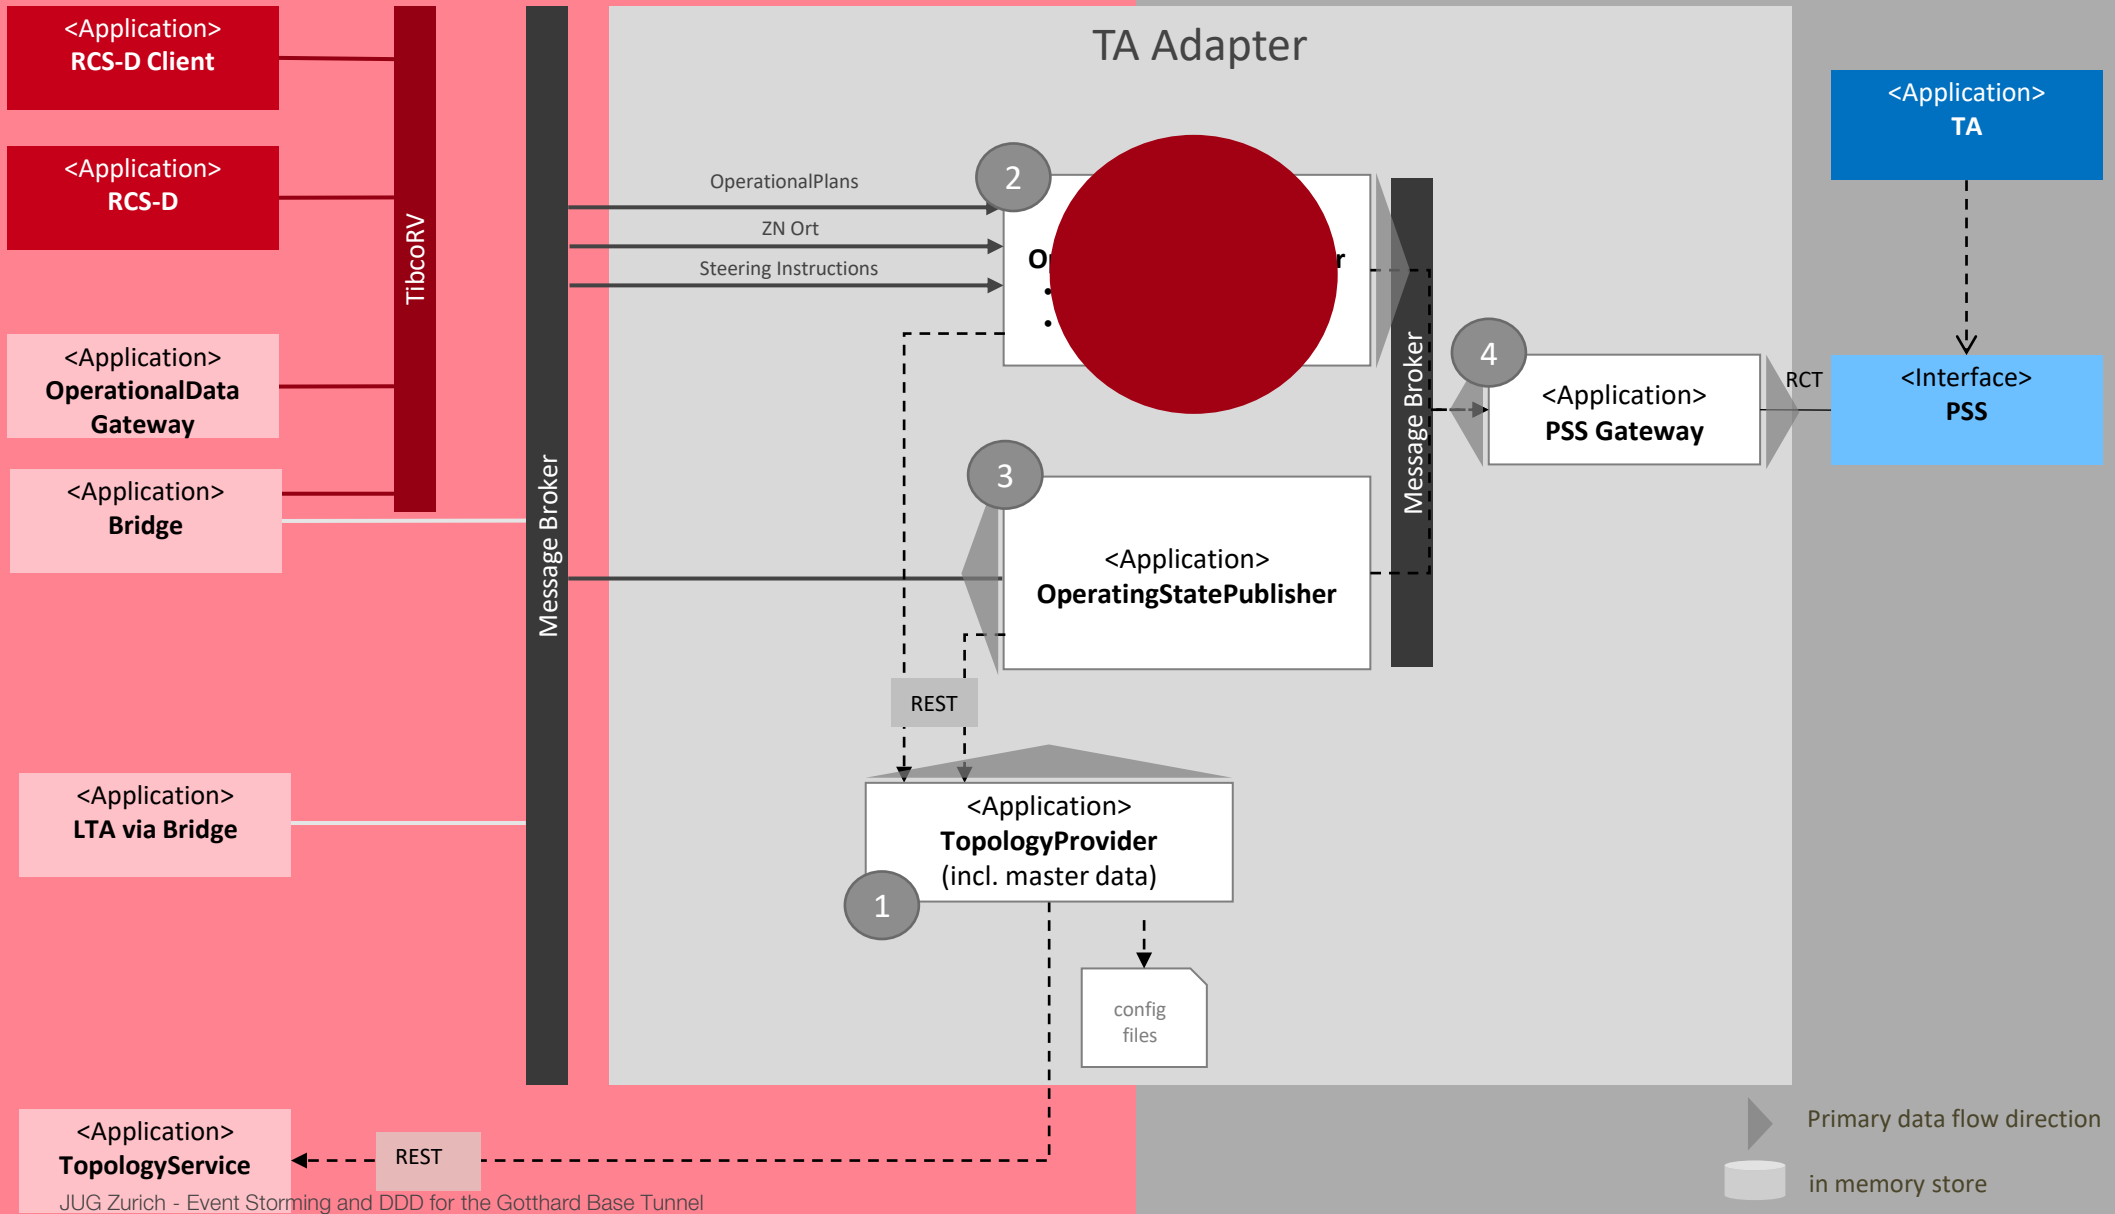 TA Adapter
<Application>
RCS-D Client
<Application>
RCS-D
TibcoRV
<Application>
OperationalData
Gateway
<Application>
Bridge
Message Broker
<Application>
LTA via Bridge
<Application>
TopologyService
REST
OperationalPlans
ZN Ort
Steering Instructions
2
•
•
3
<Application>
OperatingStatePublisher
REST
<Application>
TopologyProvider
(incl. master data)
1
config
files
Message Broker
4
<Application>
PSS Gateway
RCT
<Application>
TA
<Interface>
PSS
Primary data flow direction
in memory store
JUG Zurich - Event Storming and DDD for the Gotthard Base Tunnel